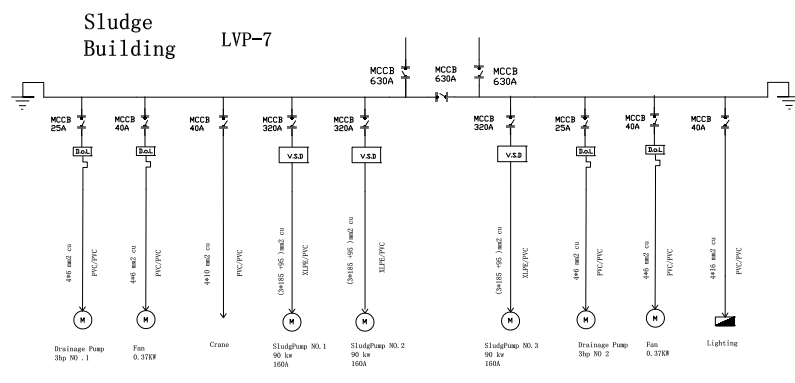 Sludge
Building
LVP-7
MCCB
630A
MCCB
630A
MCCB
630A
MCCB
25A
MCCB
40A
MCCB
40A
MCCB
320A
MCCB
320A
MCCB
320A
MCCB
25A
MCCB
40A
MCCB
40A
D.o.L
D.o.L
V.S.D
V.S.D
V.S.D
D.o.L
D.o.L
4*6 mm2 cu
PVC/PVC
4*6 mm2 cu
PVC/PVC
4*10 mm2 cu
PVC/PVC
(3*185 +95 )mm2 cu
XLPE/PVC
(3*185 +95 )mm2 cu
XLPE/PVC
(3*185 +95 )mm2 cu
XLPE/PVC
4*6 mm2 cu
PVC/PVC
4*6 mm2 cu
PVC/PVC
4*16 mm2 cu
PVC/PVC
M
M
M
M
M
M
M
Drainage Pump
3hp NO .1
Fan
0.37KW
Crane
SludgPump NO.1
90 kw
160A
SludgPump NO.2
90 kw
160A
SludgPump NO.3
90 kw
160A
Drainage Pump
3hp NO 2
Fan
0.37KW
Lighting